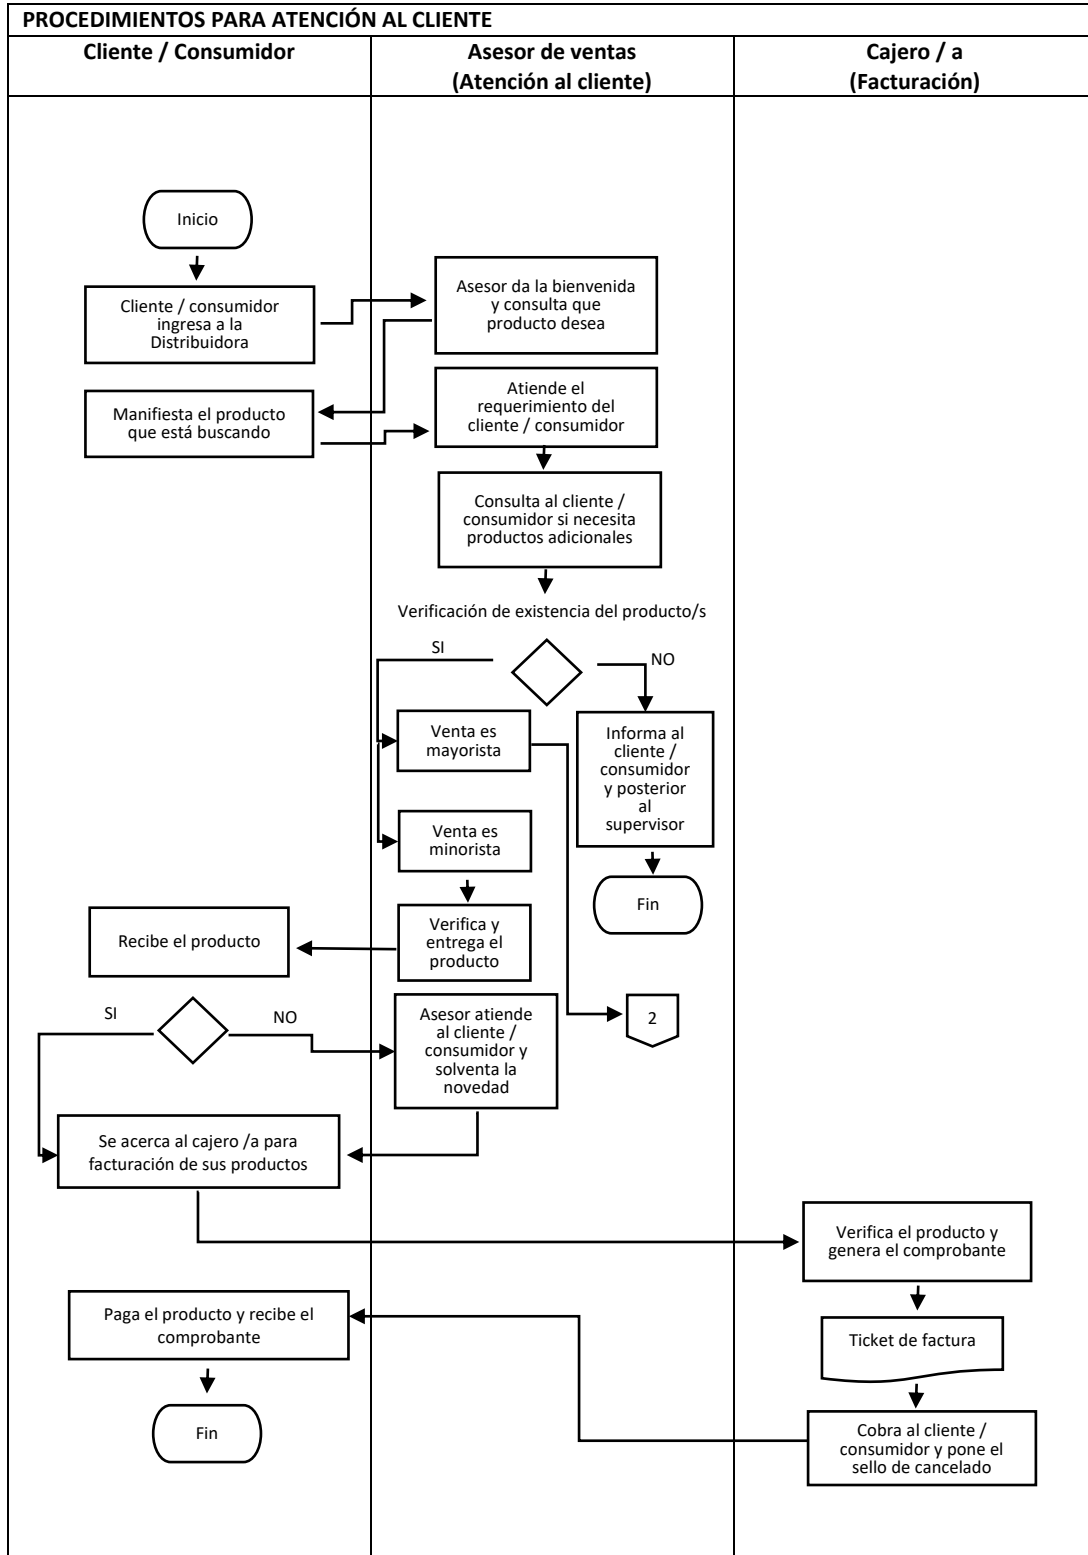 PROCEDIMIENTOS PARA ATENCIÓN AL CLIENTE
Cliente / Consumidor
Asesor de ventas
(Atención al cliente)
Cajero / a
(Facturación)
Inicio
Cliente / consumidor
ingresa a la
Distribuidora
Asesor da la bienvenida
y consulta que
producto desea
Manifiesta el producto
que está buscando
Atiende el
requerimiento del
cliente / consumidor
Consulta al cliente /
consumidor si necesita
productos adicionales
Verificación de existencia del producto/s
SI
NO
Venta es
mayorista
Informa al
cliente /
consumidor
y posterior
al
supervisor
Venta es
minorista
Fin
Verifica y
entrega el
producto
Recibe el producto
SI
NO
Asesor atiende
al cliente /
consumidor y
solventa la
novedad
2
Se acerca al cajero /a para
facturación de sus productos
Verifica el producto y
genera el comprobante
Ticket de factura
Cobra al cliente /
consumidor y pone el
sello de cancelado
Paga el producto y recibe el
comprobante
Fin